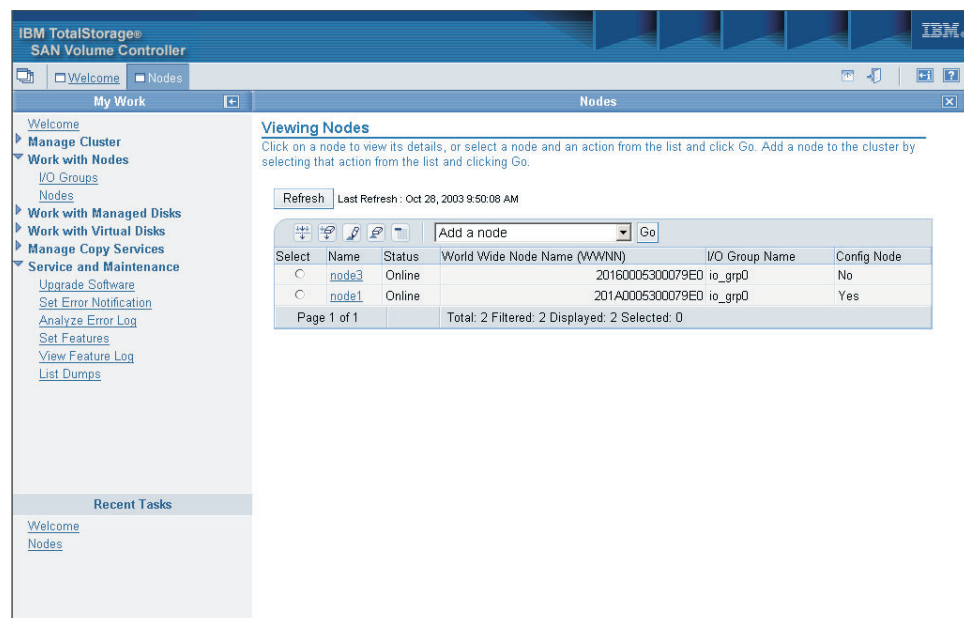 IBM TotalStorage®
SAN Volume Controller
IBM.
Welcome
Nodes
My Work
Nodes
Welcome
Manage Cluster
Work with Nodes
I/O Groups
Nodes
Work with Managed Disks
Work with Virtual Disks
Manage Copy Services
Service and Maintenance
Upgrade Software
Set Error Notification
Analyze Error Log
Set Features
View Feature Log
List Dumps
Recent Tasks
Welcome
Nodes
Viewing Nodes
Click on a node to view its details, or select a node and an action from the list and click Go. Add a node to the cluster by
selecting that action from the list and clicking Go.
Refresh Last Refresh : Oct 28, 2003 9:50:08 AM
Add a node Go
Select Name Status World Wide Node Name (WWNN) I/O Group Name Config Node
node3 Online 20160005300079E0 io_grp0 No
node1 Online 201A0005300079E0 io_grp0 Yes
Page 1 of 1 Total: 2 Filtered: 2 Displayed: 2 Selected: 0